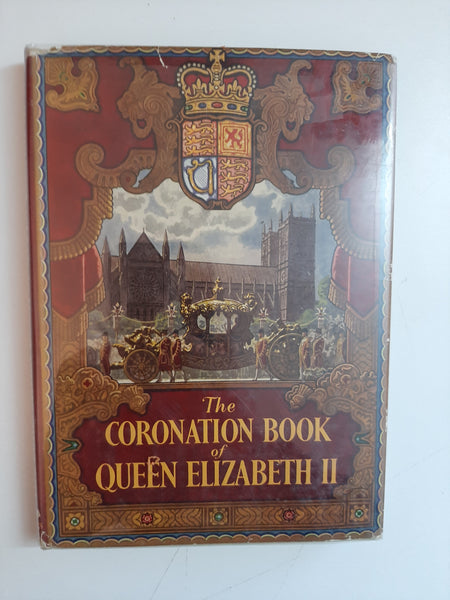 The
CORONATION BOOK
of
QUEEN ELIZABETH II